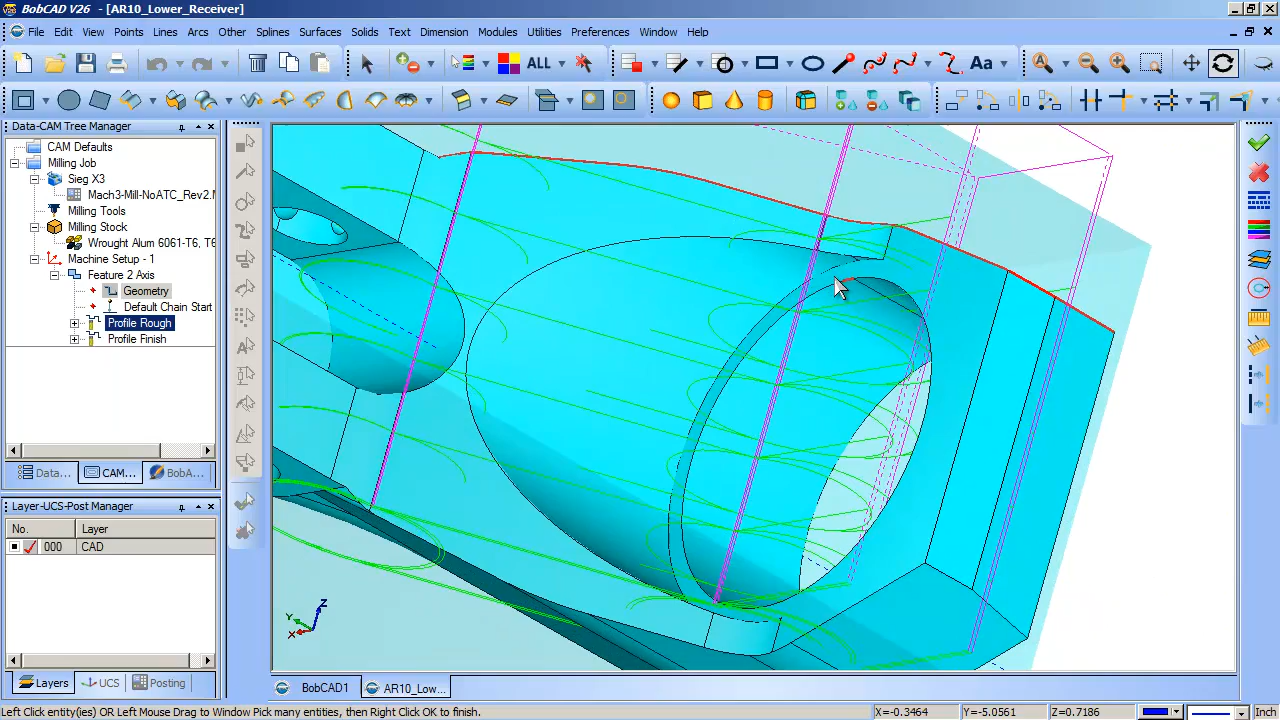 BobCAD V26 - [AR10_Lower_Receiver]
File Edit View Points Lines Arcs Other Splines Surfaces Solids Text Dimension Modules Utilities Preferences Window Help
ALL
Aa
Data-CAM Tree Manager
CAM Defaults
Milling Job
Sieg X3
Mach3-Mill-NoATC_Rev2.
Milling Tools
Milling Stock
Wrought Alum 6061-T6, T6
Machine Setup - 1
Feature 2 Axis
Geometry
Default Chain Start
Profile Rough
Profile Finish
Data... CAM... BobA...
Layer-UCS-Post Manager
No. Layer
000 CAD
Layers UCS Posting
Z
Y
X
BobCAD1 AR10_Low...
Left Click entity(ies) OR Left Mouse Drag to Window Pick many entities, then Right Click OK to finish. X=-0.3464 Y=-5.0561 Z=0.7186 Inch